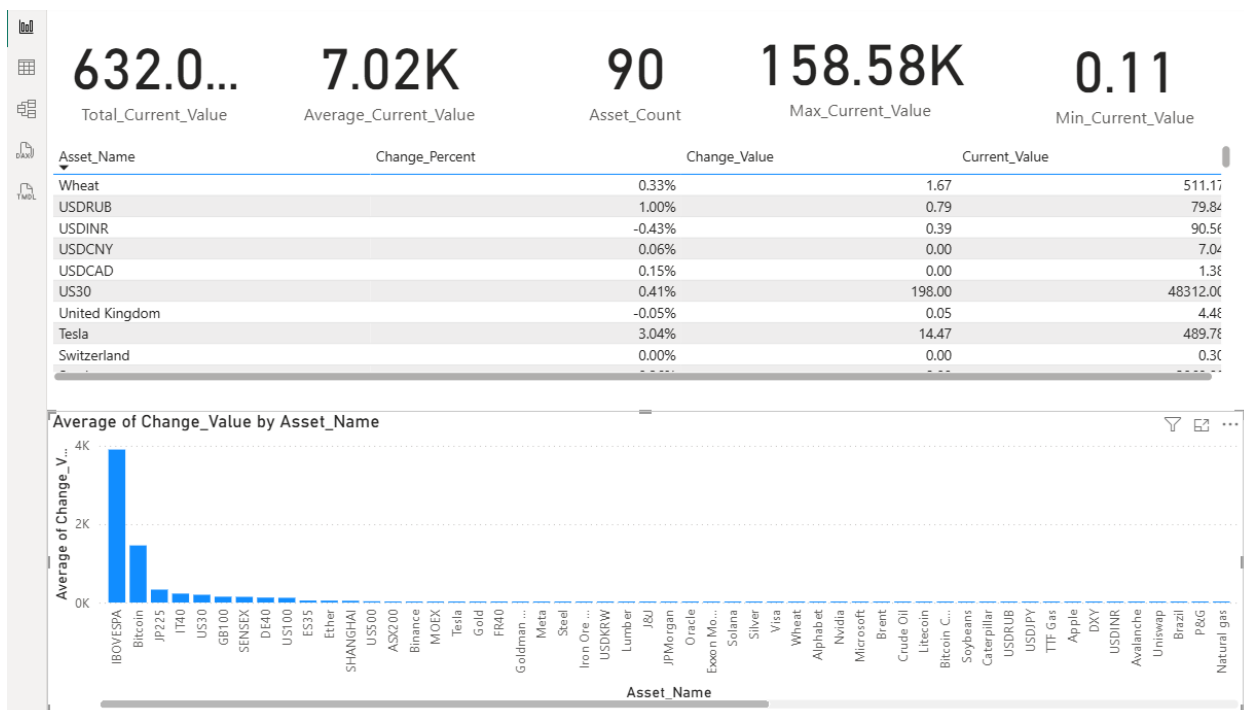 632.0...
7.02K
90
158.58K
0.11
Total_Current_Value
Average_Current_Value
Asset_Count
Max_Current_Value
Min_Current_Value
DAX
TMDL
Asset_Name Change_Percent Change_Value Current_Value
Wheat 0.33% 1.67 511.17
USDRUB 1.00% 0.79 79.84
USDINR -0.43% 0.39 90.56
USDCNY 0.06% 0.00 7.04
USDCAD 0.15% 0.00 1.38
US30 0.41% 198.00 48312.00
United Kingdom -0.05% 0.05 4.48
Tesla 3.04% 14.47 489.78
Switzerland 0.00% 0.00 0.30
Average of Change_Value by Asset_Name
Average of Change_V...
4K
2K
0K
IBOVESPA
Bitcoin
JP225
IT40
US30
GB100
SENSEX
DE40
US100
ES35
Ether
SHANGHAI
US500
ASX200
Binance
MOEX
Tesla
Gold
FR40
Goldman ...
Meta
Steel
Iron Ore ...
USDKRW
Lumber
J&J
JPMorgan
Oracle
Exxon Mo...
Solana
Silver
Visa
Wheat
Alphabet
Nvidia
Microsoft
Brent
Crude Oil
Litecoin
Bitcoin C...
Soybeans
Caterpillar
USDRUB
USDJPY
TTF Gas
Apple
DXY
USDINR
Avalanche
Uniswap
Brazil
P&G
Natural gas
Asset_Name